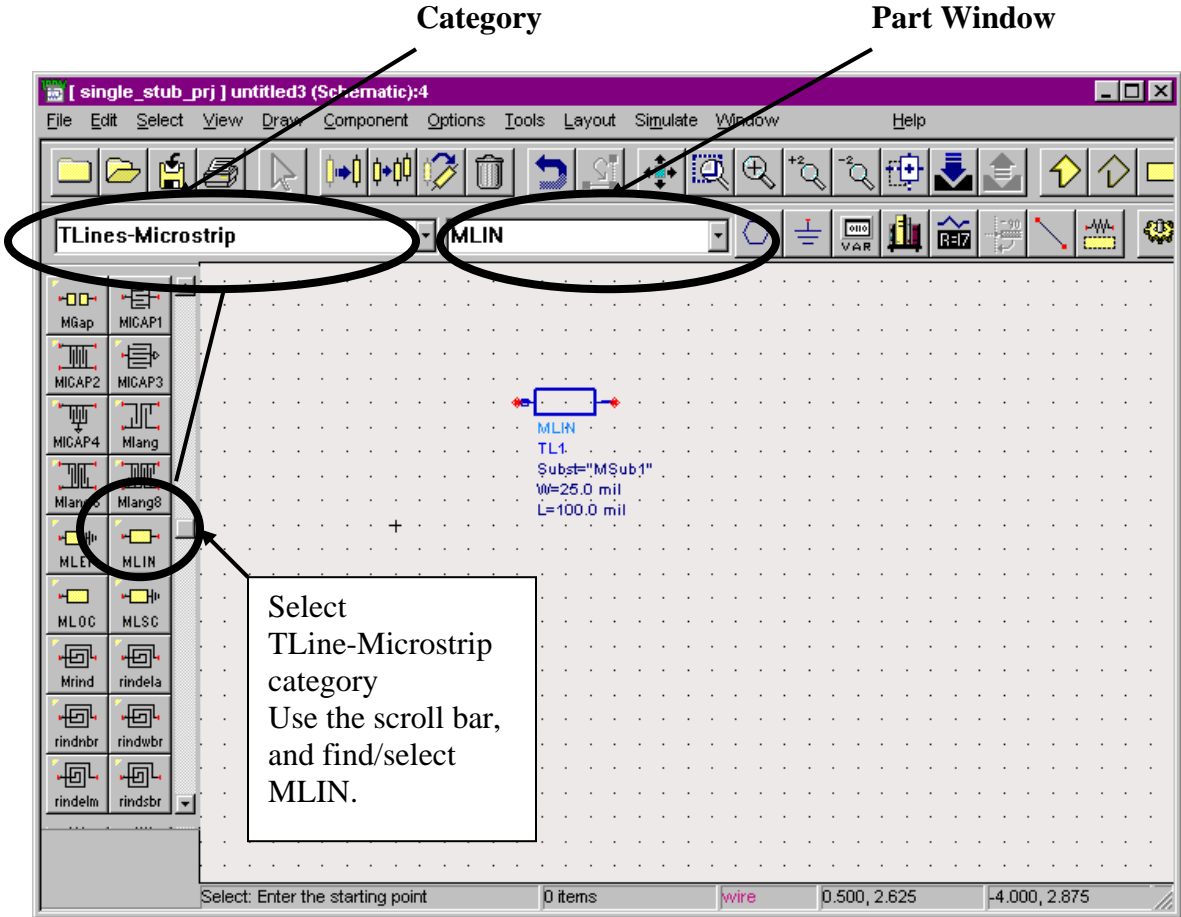 Category Part Window
[ single_stub_prj ] untitled3 (Schematic):4
File Edit Select View Draw Component Options Tools Layout Simulate Window Help
+2 -2
TLines-Microstrip MLIN
VAR
MGap MICAP1
MICAP2 MICAP3
MICAP4 Mlang
Mlang8
MLIN
MLOC MLSC
Mrind rindela
rindnbr rindwbr
rindelm rindsbr
MLIN
TL1
Subst="MSub1"
W=25.0 mil
L=100.0 mil
Select
TLine-Microstrip
category
Use the scroll bar,
and find/select
MLIN.
Select: Enter the starting point 0 items wire 0.500, 2.625 -4.000, 2.875